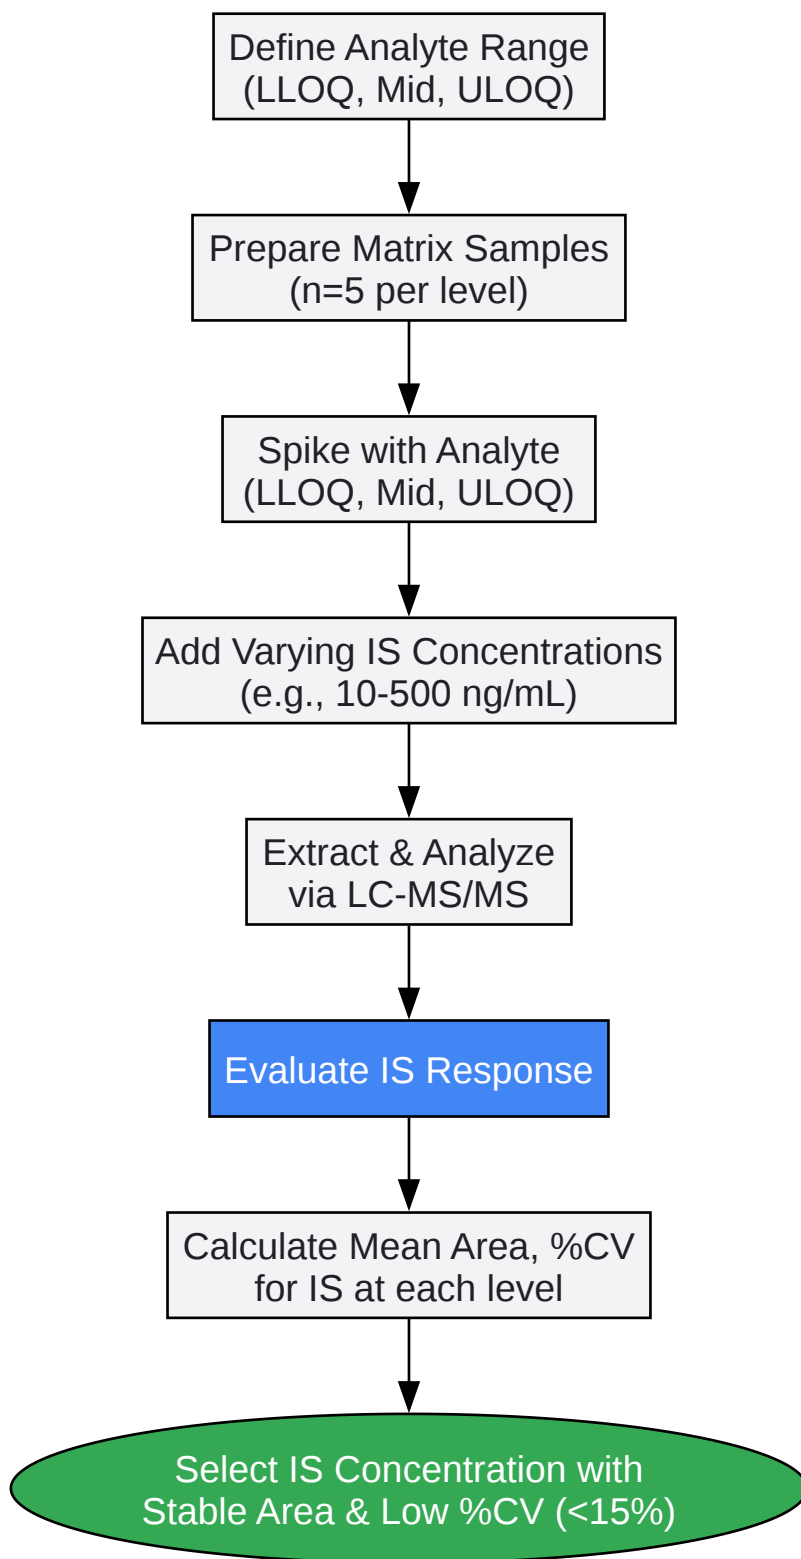 Define Analyte Range
(LLOQ, Mid, ULOQ)
Prepare Matrix Samples
(n=5 per level)
Spike with Analyte
(LLOQ, Mid, ULOQ)
Add Varying IS Concentrations
(e.g., 10-500 ng/mL)
Extract & Analyze
via LC-MS/MS
Evaluate IS Response
Calculate Mean Area, %CV
for IS at each level
Select IS Concentration with
Stable Area & Low %CV (<15%)